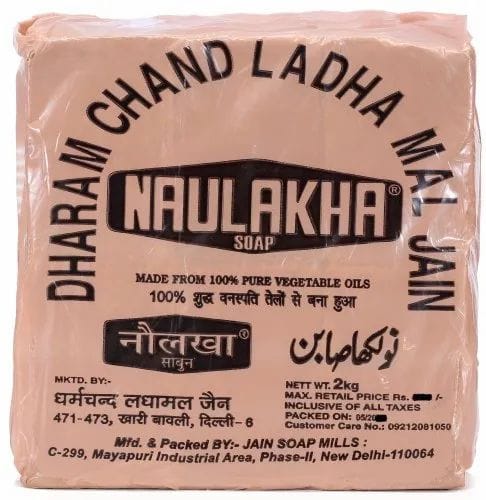 DHARAM CHAND LADHA MAL JAIN
NAULAKHA®
SOAP
MADE FROM 100% PURE VEGETABLE OILS
100% शुद्ध वनस्पति तेलों से बना हुआ
नौलखा®
साबुन
نولکھا صابن
MKTD. BY:-
धर्मचन्द लधामल जैन
471-473, खारी बावली, दिल्ली-6
NETT WT. 2kg
MAX. RETAIL PRICE Rs. /-
INCLUSIVE OF ALL TAXES
PACKED ON: 05/20
Customer Care No.: 09212081050
Mfd. & Packed BY:- JAIN SOAP MILLS :
C-299, Mayapuri Industrial Area, Phase-II, New Delhi-110064